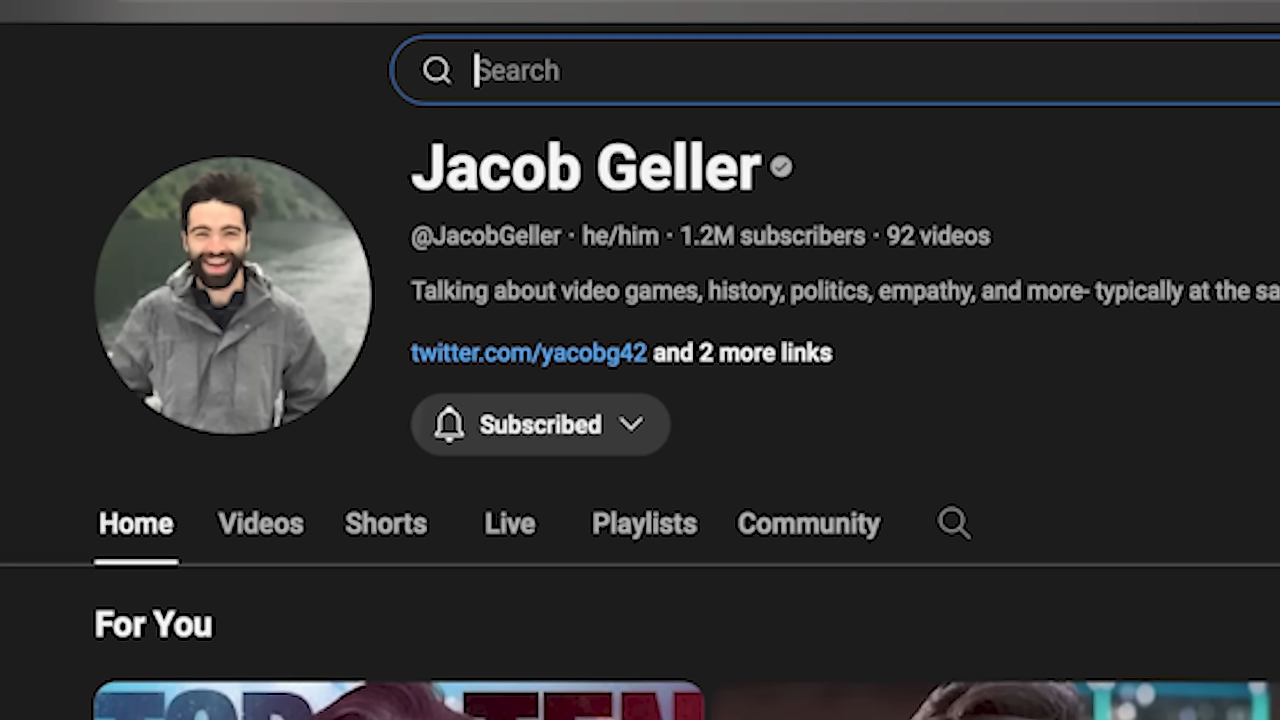 Search
Jacob Geller
@JacobGeller · he/him · 1.2M subscribers · 92 videos
Talking about video games, history, politics, empathy, and more- typically at the sa
twitter.com/yacobg42 and 2 more links
Subscribed
Home Videos Shorts Live Playlists Community
For You
TOP TEN